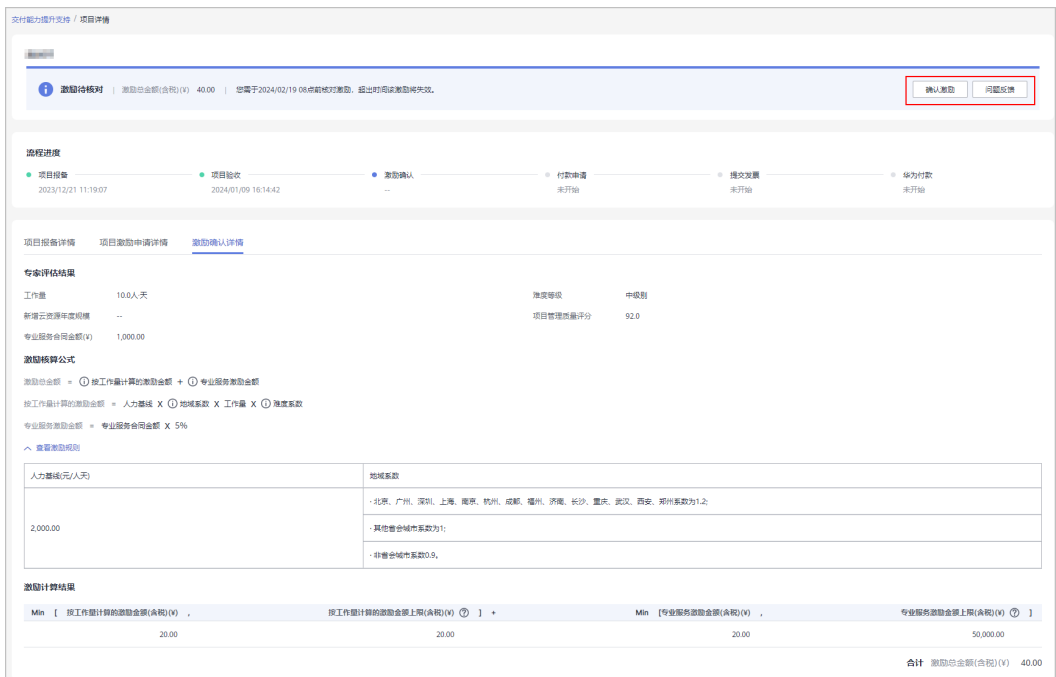 交付能力提升支持 / 项目详情
激励待核对 | 激励总金额(含税)(¥) 40.00 | 您需于2024/02/19 08点前核对激励，超出时间该激励将失效。 确认激励 问题反馈
流程进度
项目报备 项目验收 激励确认 付款申请 提交发票 华为付款
2023/12/21 11:19:07 2024/01/09 16:14:42 -- 未开始 未开始 未开始
项目报备详情 项目激励申请详情 激励确认详情
专家评估结果
工作量 10.0人·天 难度等级 中级别
新增云资源年度规模 -- 项目管理质量评分 92.0
专业服务合同金额(¥) 1,000.00
激励核算公式
激励总金额 = 按工作量计算的激励金额 + 专业服务激励金额
按工作量计算的激励金额 = 人力基线 X 地域系数 X 工作量 X 难度系数
专业服务激励金额 = 专业服务合同金额 X 5%
查看激励规则
人力基线(元/人天) 地域系数
· 北京、广州、深圳、上海、南京、杭州、成都、福州、济南、长沙、重庆、武汉、西安、郑州系数为1.2;
2,000.00 · 其他省会城市系数为1;
· 非省会城市系数0.9。
激励计算结果
Min [ 按工作量计算的激励金额(含税)(¥) , 按工作量计算的激励金额上限(含税)(¥) ? ] + Min [专业服务激励金额(含税)(¥) , 专业服务激励金额上限(含税)(¥) ? ]
20.00 20.00 20.00 50,000.00
合计 激励总金额(含税)(¥) 40.00